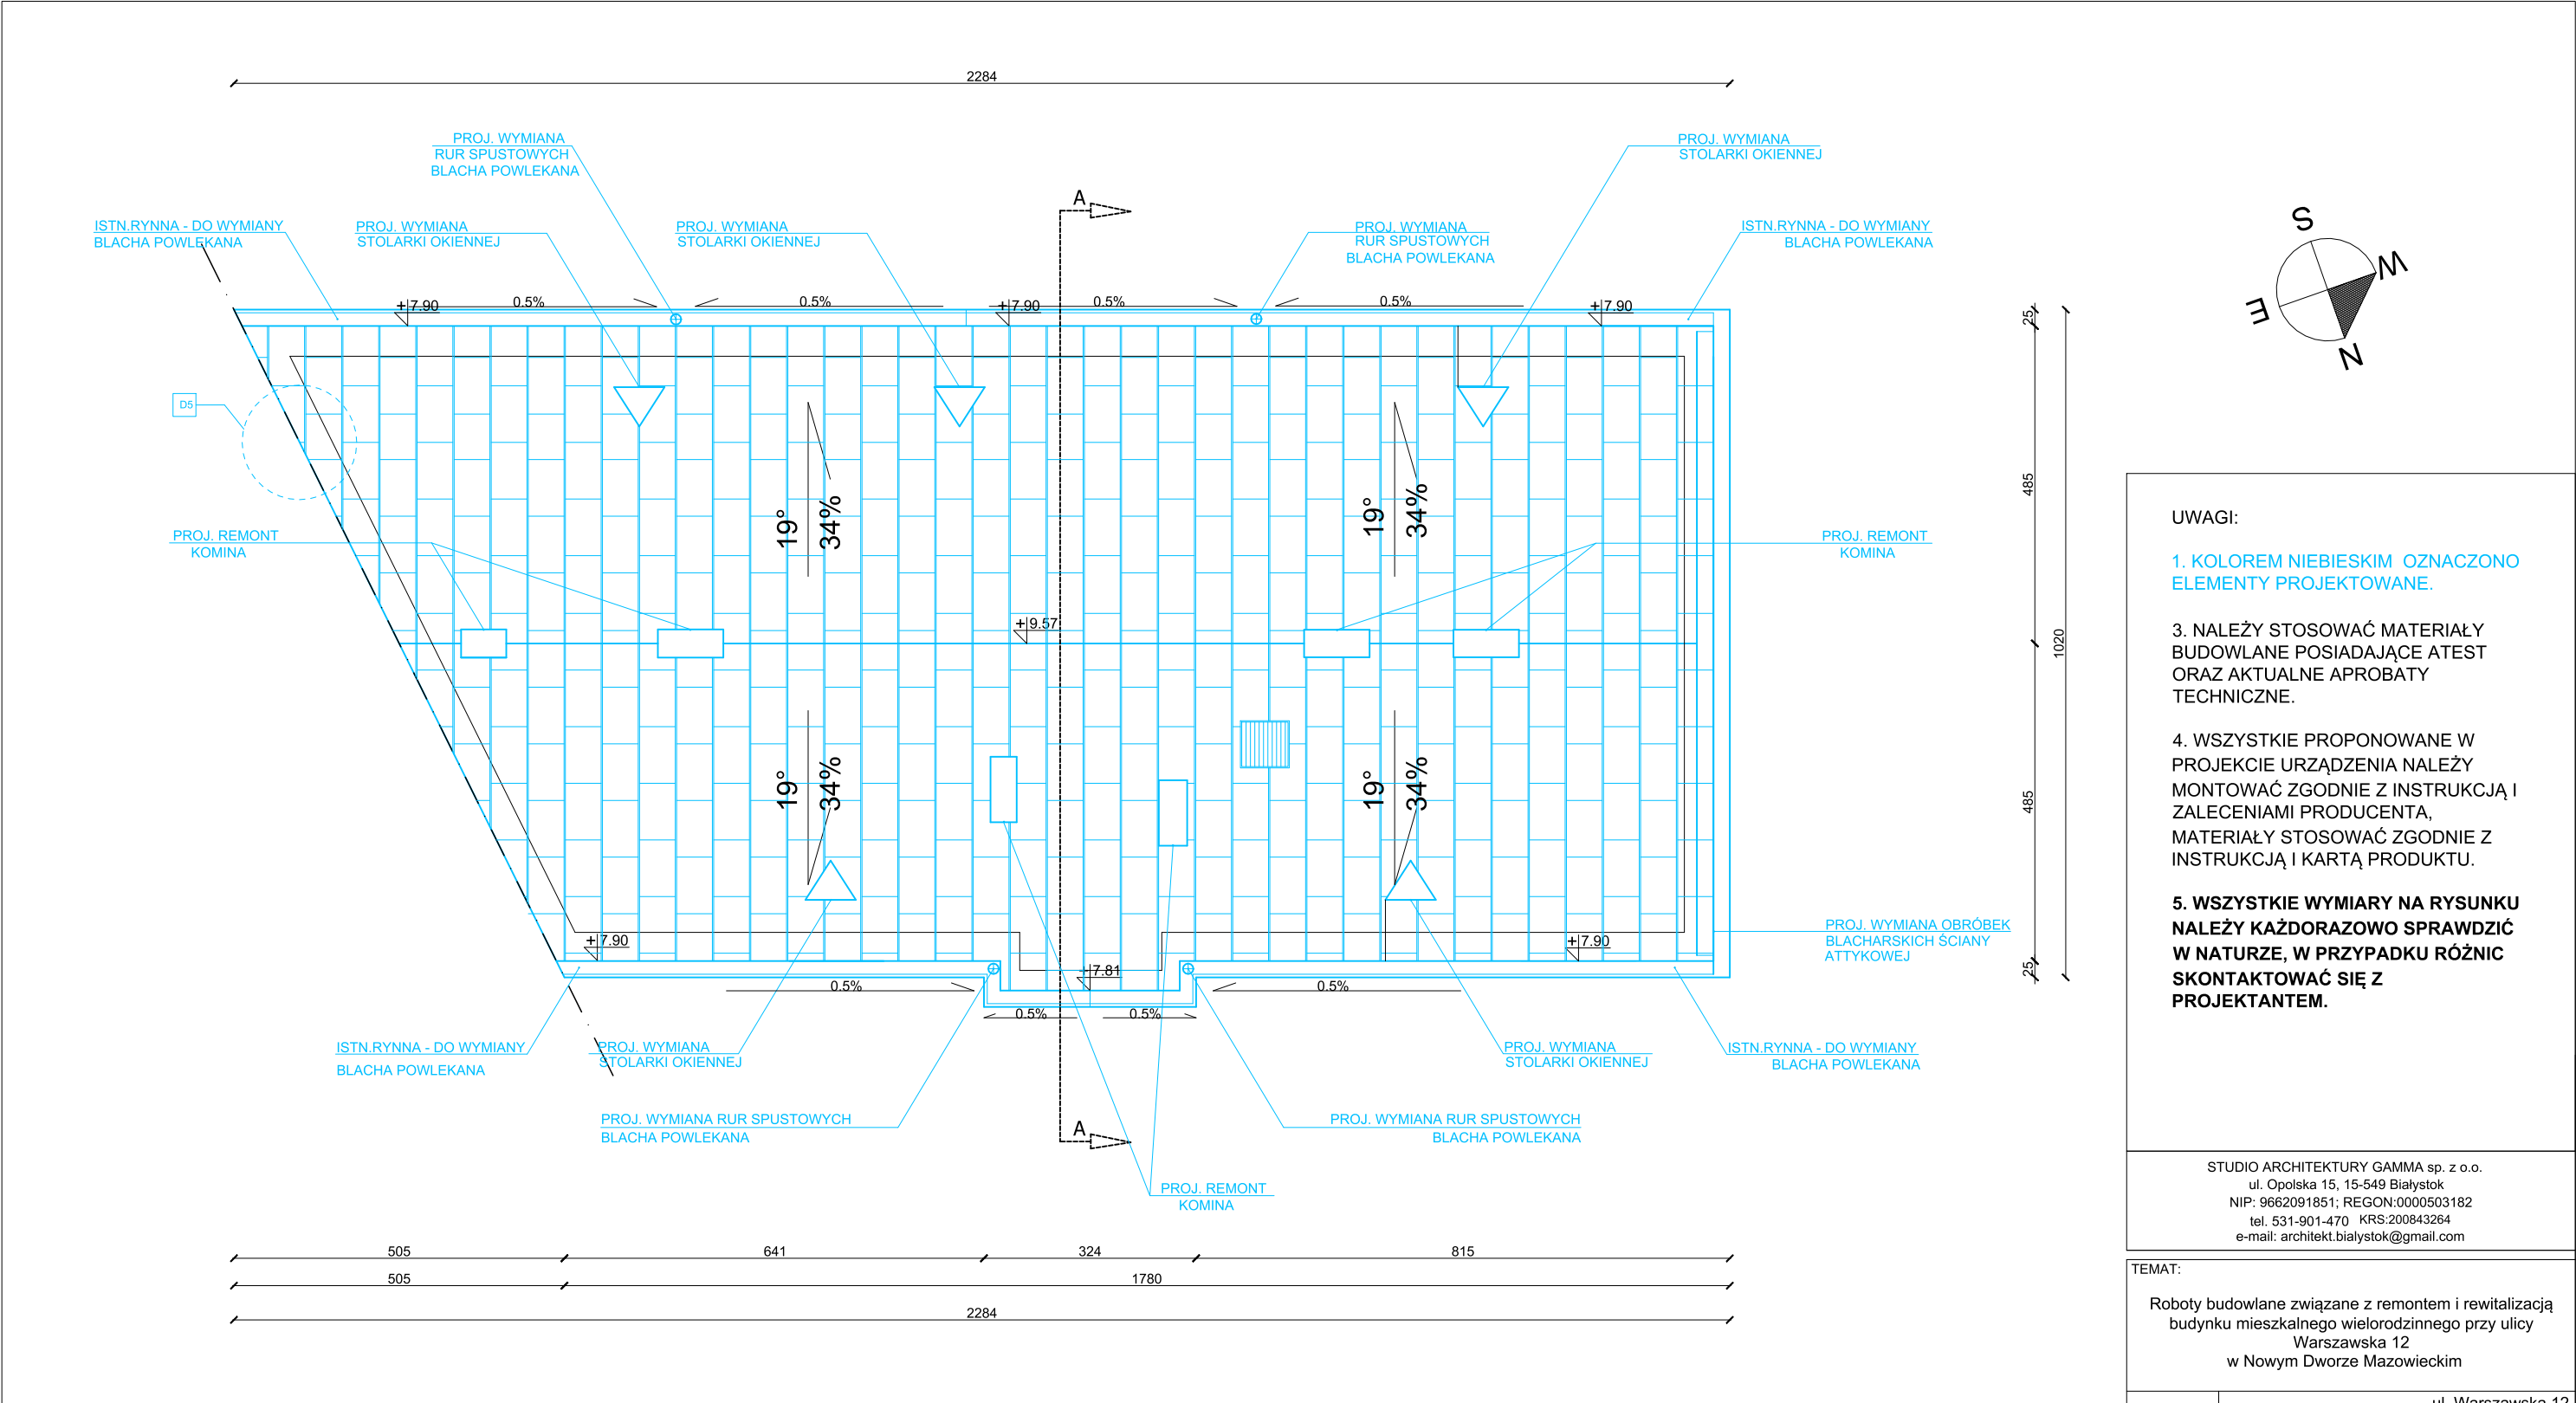 2284
PROJ. WYMIANA
RUR SPUSTOWYCH
BLACHA POWLEKANA
PROJ. WYMIANA
STOLARKI OKIENNEJ
A
ISTN.RYNNA - DO WYMIANY
BLACHA POWLEKANA
PROJ. WYMIANA
STOLARKI OKIENNEJ
PROJ. WYMIANA
STOLARKI OKIENNEJ
PROJ. WYMIANA
RUR SPUSTOWYCH
BLACHA POWLEKANA
ISTN.RYNNA - DO WYMIANY
BLACHA POWLEKANA
S
W
E
N
+7.90
0.5%
0.5%
+7.90
0.5%
0.5%
+7.90
25
D5
485
19°
34%
19°
34%
PROJ. REMONT
KOMINA
PROJ. REMONT
KOMINA
+9.57
1020
19°
34%
19°
34%
485
+7.90
+7.90
PROJ. WYMIANA OBRÓBEK
BLACHARSKICH ŚCIANY
ATTYKOWEJ
+7.81
25
0.5%
0.5%
0.5%
0.5%
ISTN.RYNNA - DO WYMIANY
BLACHA POWLEKANA
PROJ. WYMIANA
STOLARKI OKIENNEJ
PROJ. WYMIANA
STOLARKI OKIENNEJ
ISTN.RYNNA - DO WYMIANY
BLACHA POWLEKANA
PROJ. WYMIANA RUR SPUSTOWYCH
BLACHA POWLEKANA
A
PROJ. WYMIANA RUR SPUSTOWYCH
BLACHA POWLEKANA
PROJ. REMONT
KOMINA
505
641
324
815
505
1780
2284
UWAGI:
1. KOLOREM NIEBIESKIM OZNACZONO
ELEMENTY PROJEKTOWANE.
3. NALEŻY STOSOWAĆ MATERIAŁY
BUDOWLANE POSIADAJĄCE ATEST
ORAZ AKTUALNE APROBATY
TECHNICZNE.
4. WSZYSTKIE PROPONOWANE W
PROJEKCIE URZĄDZENIA NALEŻY
MONTOWAĆ ZGODNIE Z INSTRUKCJĄ I
ZALECENIAMI PRODUCENTA,
MATERIAŁY STOSOWAĆ ZGODNIE Z
INSTRUKCJĄ I KARTĄ PRODUKTU.
5. WSZYSTKIE WYMIARY NA RYSUNKU
NALEŻY KAŻDORAZOWO SPRAWDZIĆ
W NATURZE, W PRZYPADKU RÓŻNIC
SKONTAKTOWAĆ SIĘ Z
PROJEKTANTEM.
STUDIO ARCHITEKTURY GAMMA sp. z o.o.
ul. Opolska 15, 15-549 Białystok
NIP: 9662091851; REGON:0000503182
tel. 531-901-470 KRS:200843264
e-mail: architekt.bialystok@gmail.com
TEMAT:
Roboty budowlane związane z remontem i rewitalizacją
budynku mieszkalnego wielorodzinnego przy ulicy
Warszawska 12
w Nowym Dworze Mazowieckim
ul. Warszawska 12